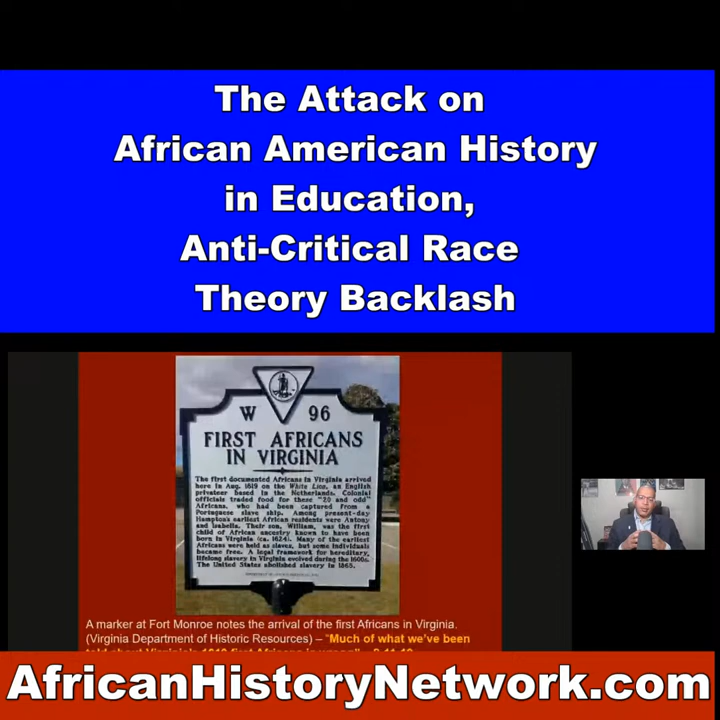 The Attack on
African American History
in Education,
Anti-Critical Race
Theory Backlash
W 96
FIRST AFRICANS
IN VIRGINIA
The first documented Africans in Virginia arrived
here in Aug. 1619 on the White Lion, an English
privateer based in the Netherlands. Colonial
officials traded food for these "20 and odd"
Africans, who had been captured from a
Portuguese slave ship. Among present-day
Hampton's earliest African residents were Antony
and Isabella. Their son, William, was the first
child of African ancestry known to have been
born in Virginia (ca. 1624). Many of the earliest
Africans were held as slaves, but some individuals
became free. A legal framework for hereditary,
lifelong slavery in Virginia evolved during the 1600s.
The United States abolished slavery in 1865.
A marker at Fort Monroe notes the arrival of the first Africans in Virginia.
(Virginia Department of Historic Resources) – "Much of what we've been
AfricanHistoryNetwork.com